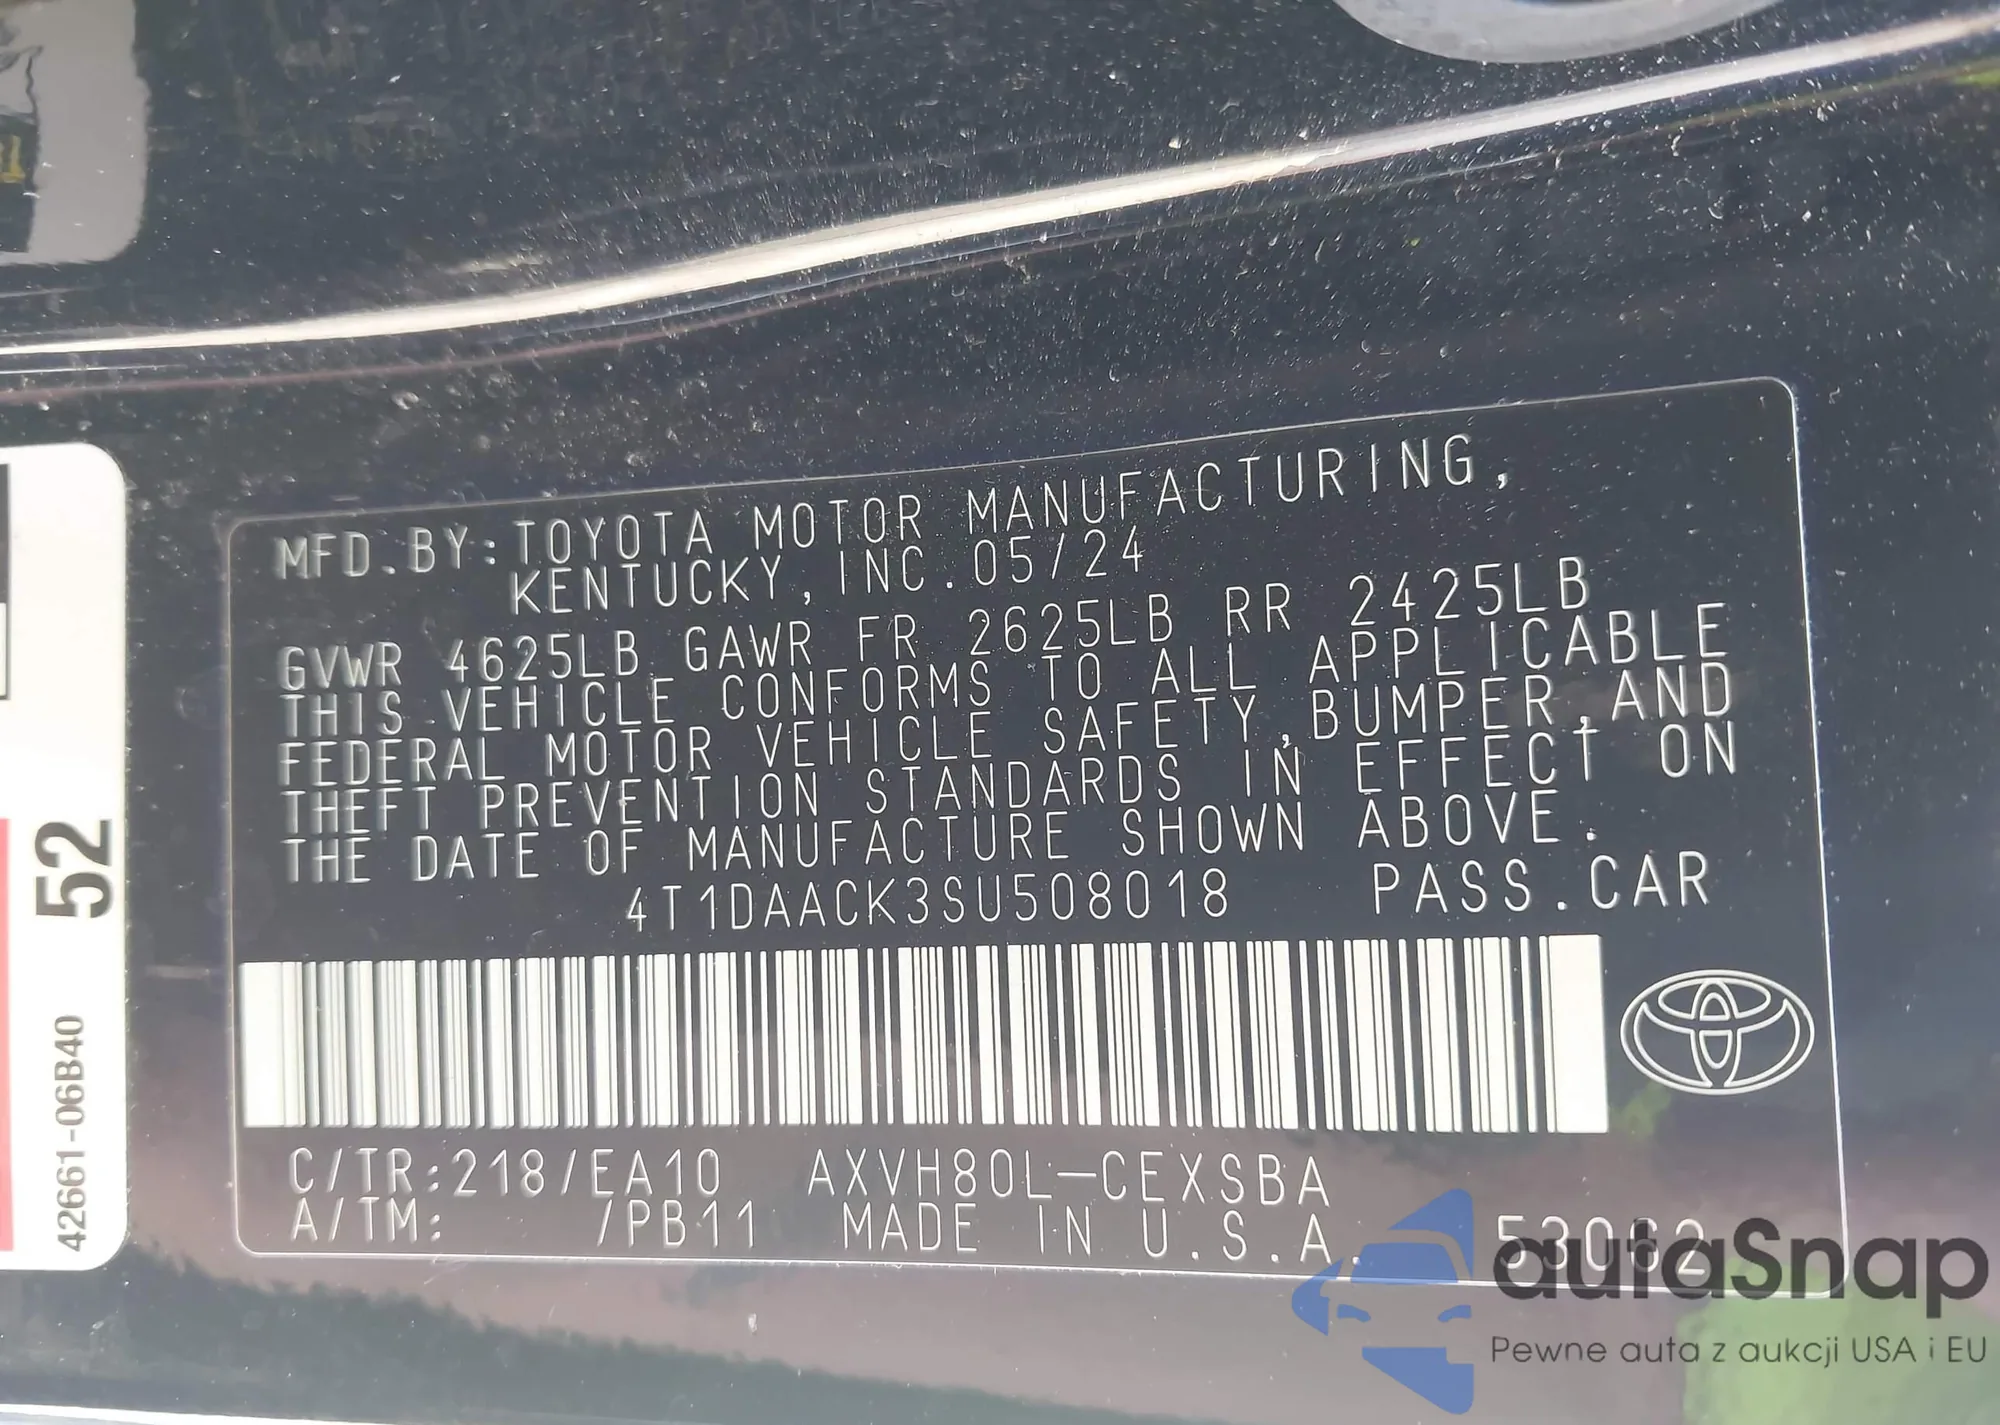 MFD.BY:TOYOTA MOTOR MANUFACTURING,
KENTUCKY,INC.05/24
GVWR 4625LB GAWR FR 2625LB RR 2425LB
THIS VEHICLE CONFORMS TO ALL APPLICABLE
FEDERAL MOTOR VEHICLE SAFETY,BUMPER,AND
THEFT PREVENTION STANDARDS IN EFFECT ON
THE DATE OF MANUFACTURE SHOWN ABOVE.
4T1DAACK3SU508018 PASS.CAR
C/TR:218/EA10 AXVH80L-CEXSBA
A/TM: /PB11 MADE IN U.S.A. 53062
52
42661-06B40
autaSnap
Pewne auta z aukcji USA i EU